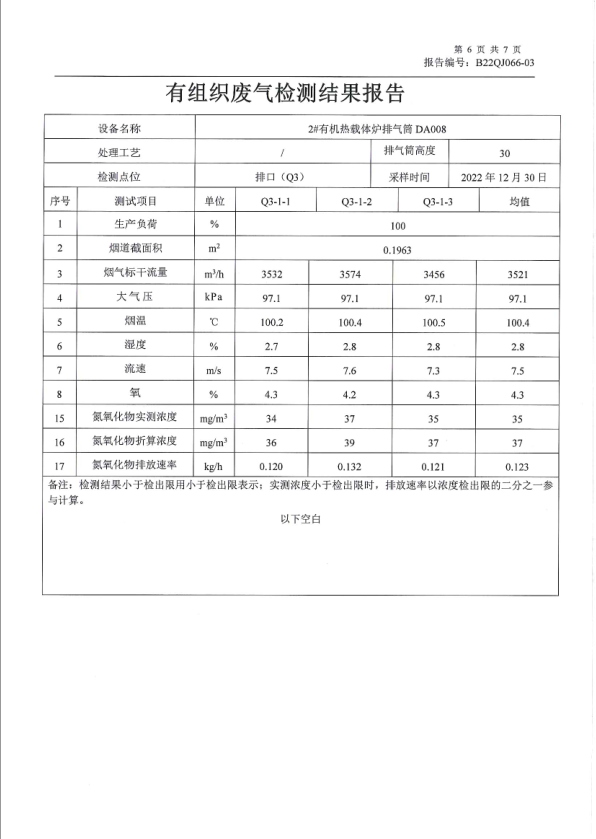 第 6 页 共 7 页
报告编号：B22QJ066-03
有组织废气检测结果报告
设备名称 2#有机热载体炉排气筒 DA008
处理工艺 / 排气筒高度 30
检测点位 排口（Q3） 采样时间 2022 年 12 月 30 日
序号 测试项目 单位 Q3-1-1 Q3-1-2 Q3-1-3 均值
1 生产负荷 % 100
2 烟道截面积 m² 0.1963
3 烟气标干流量 m³/h 3532 3574 3456 3521
4 大气压 kPa 97.1 97.1 97.1 97.1
5 烟温 ℃ 100.2 100.4 100.5 100.4
6 湿度 % 2.7 2.8 2.8 2.8
7 流速 m/s 7.5 7.6 7.3 7.5
8 氧 % 4.3 4.2 4.3 4.3
15 氮氧化物实测浓度 mg/m³ 34 37 35 35
16 氮氧化物折算浓度 mg/m³ 36 39 37 37
17 氮氧化物排放速率 kg/h 0.120 0.132 0.121 0.123
备注：检测结果小于检出限用小于检出限表示；实测浓度小于检出限时，排放速率以浓度检出限的二分之一参
与计算。
以下空白